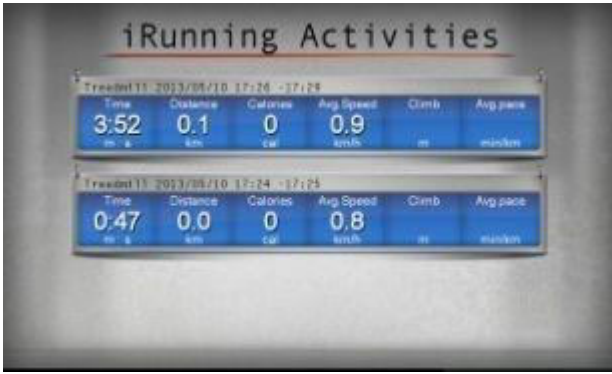 iRunning Activities
Treadmill 2013/05/10 17:26 -17:29
Time Distance Calories Avg.Speed Climb Avg.pace
3:52 0.1 0 0.9
m s km cal km/h m min/km
Treadmill 2013/05/10 17:24 -17:25
Time Distance Calories Avg.Speed Climb Avg.pace
0:47 0.0 0 0.8
m s km cal km/h m min/km